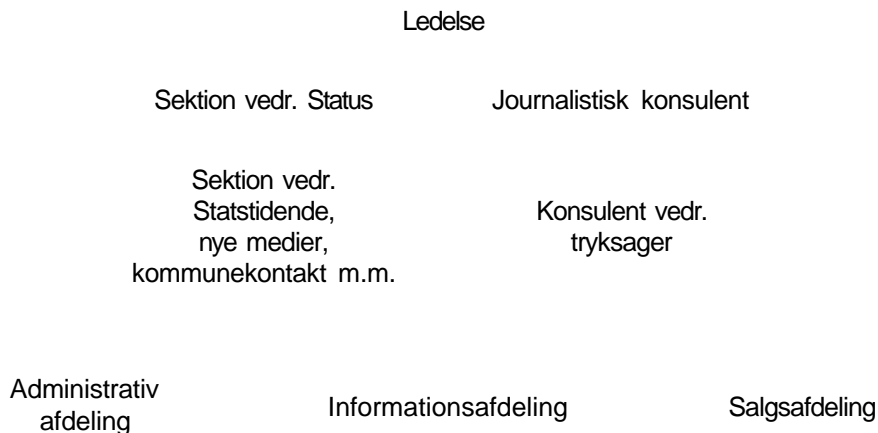 Ledelse
Sektion vedr. Status
Journalistisk konsulent
Sektion vedr.
Statstidende,
nye medier,
kommunekontakt m.m.
Konsulent vedr.
tryksager
Administrativ
afdeling
Informationsafdeling
Salgsafdeling